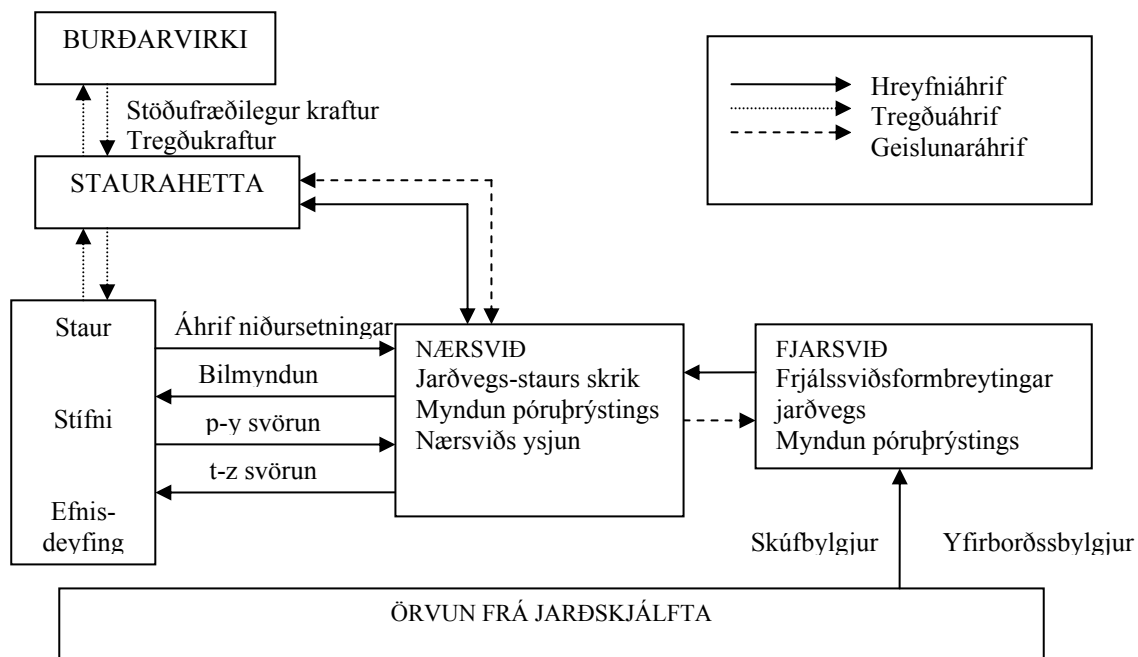 BURÐARVIRKI
Stöðufræðilegur kraftur
Tregðukraftur
STAURAHETTA
Hreyfniáhrif
Tregðuáhrif
Geislunaráhrif
Staur
Stífni
Efnis-
deyfing
Áhrif niðursetningar
Bilmyndun
p-y svörun
t-z svörun
NÆRSVIÐ
Jarðvegs-staurs skrik
Myndun póruþrýstings
Nærsviðs ysjun
FJARSVIÐ
Frjálssviðsformbreytingar
jarðvegs
Myndun póruþrýstings
Skúfbylgjur
Yfirborðssbylgjur
ÖRVUN FRÁ JARÐSKJÁLFTA